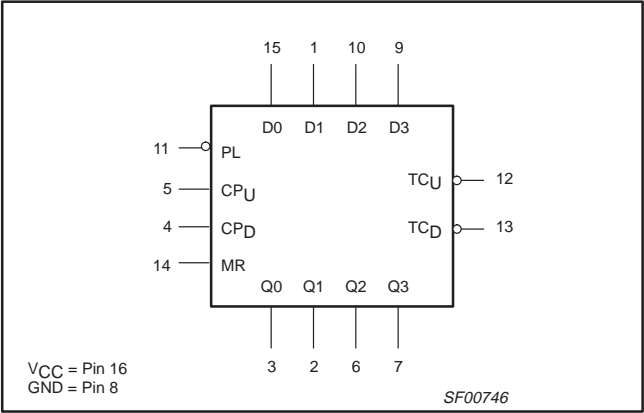 15 1 10 9
D0 D1 D2 D3
11 PL
TCU 12
5 CPU
4 CPD
TCD 13
14 MR
Q0 Q1 Q2 Q3
3 2 6 7
VCC = Pin 16
GND = Pin 8
SF00746